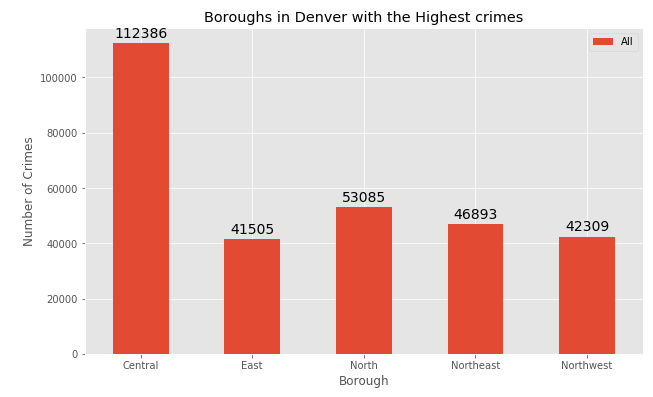 Boroughs in Denver with the Highest crimes
All
Number of Crimes
100000
80000
60000
40000
20000
0
112386
41505
53085
46893
42309
Central
East
North
Northeast
Northwest
Borough